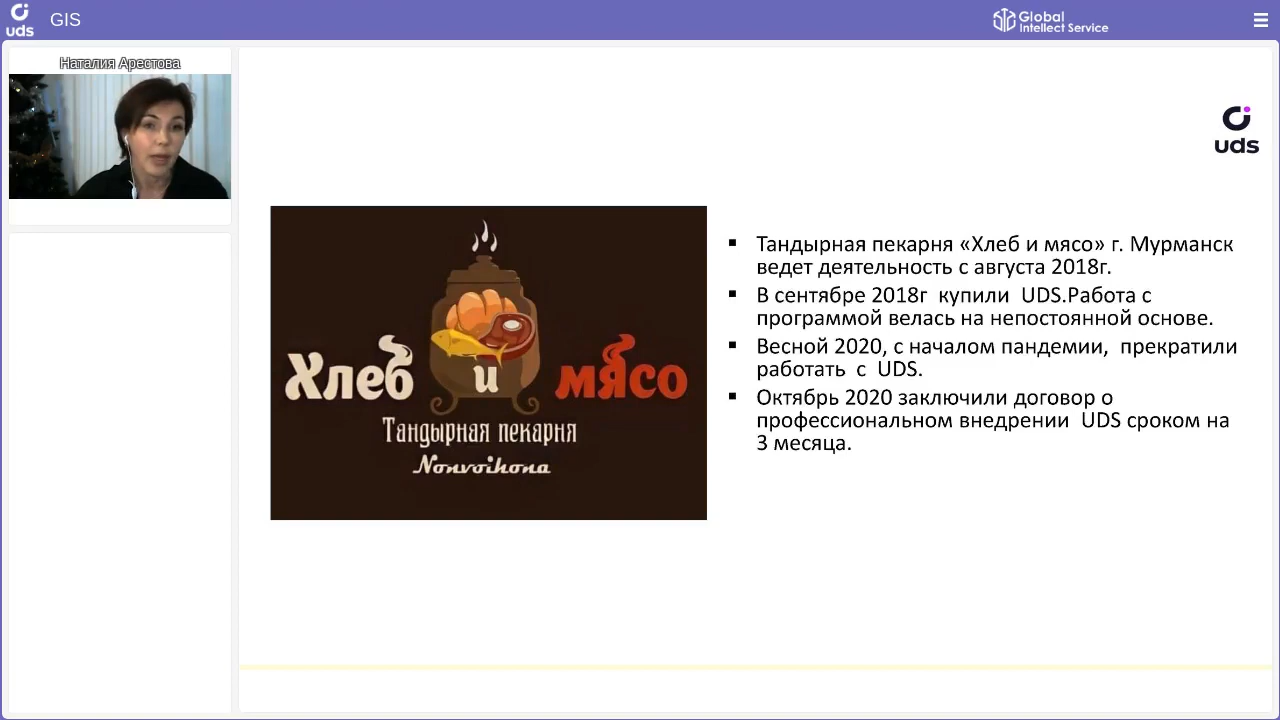 uds
GIS
Global
Intellect Service
Наталия Арестова
uds
Хлеб и мясо
Тандырная пекарня
Nonvoihona
▪ Тандырная пекарня «Хлеб и мясо» г. Мурманск
ведет деятельность с августа 2018г.
▪ В сентябре 2018г купили UDS.Работа с
программой велась на непостоянной основе.
▪ Весной 2020, с началом пандемии, прекратили
работать с UDS.
▪ Октябрь 2020 заключили договор о
профессиональном внедрении UDS сроком на
3 месяца.